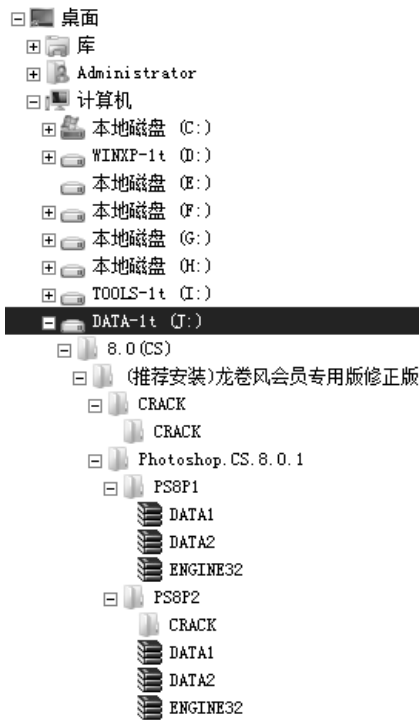 桌面
库
Administrator
计算机
本地磁盘 (C:)
WINXP-1t (D:)
本地磁盘 (E:)
本地磁盘 (F:)
本地磁盘 (G:)
本地磁盘 (H:)
TOOLS-1t (I:)
DATA-1t (J:)
8.0(CS)
(推荐安装)龙卷风会员专用版修正版
CRACK
CRACK
Photoshop.CS.8.0.1
PS8P1
DATA1
DATA2
ENGINE32
PS8P2
CRACK
DATA1
DATA2
ENGINE32